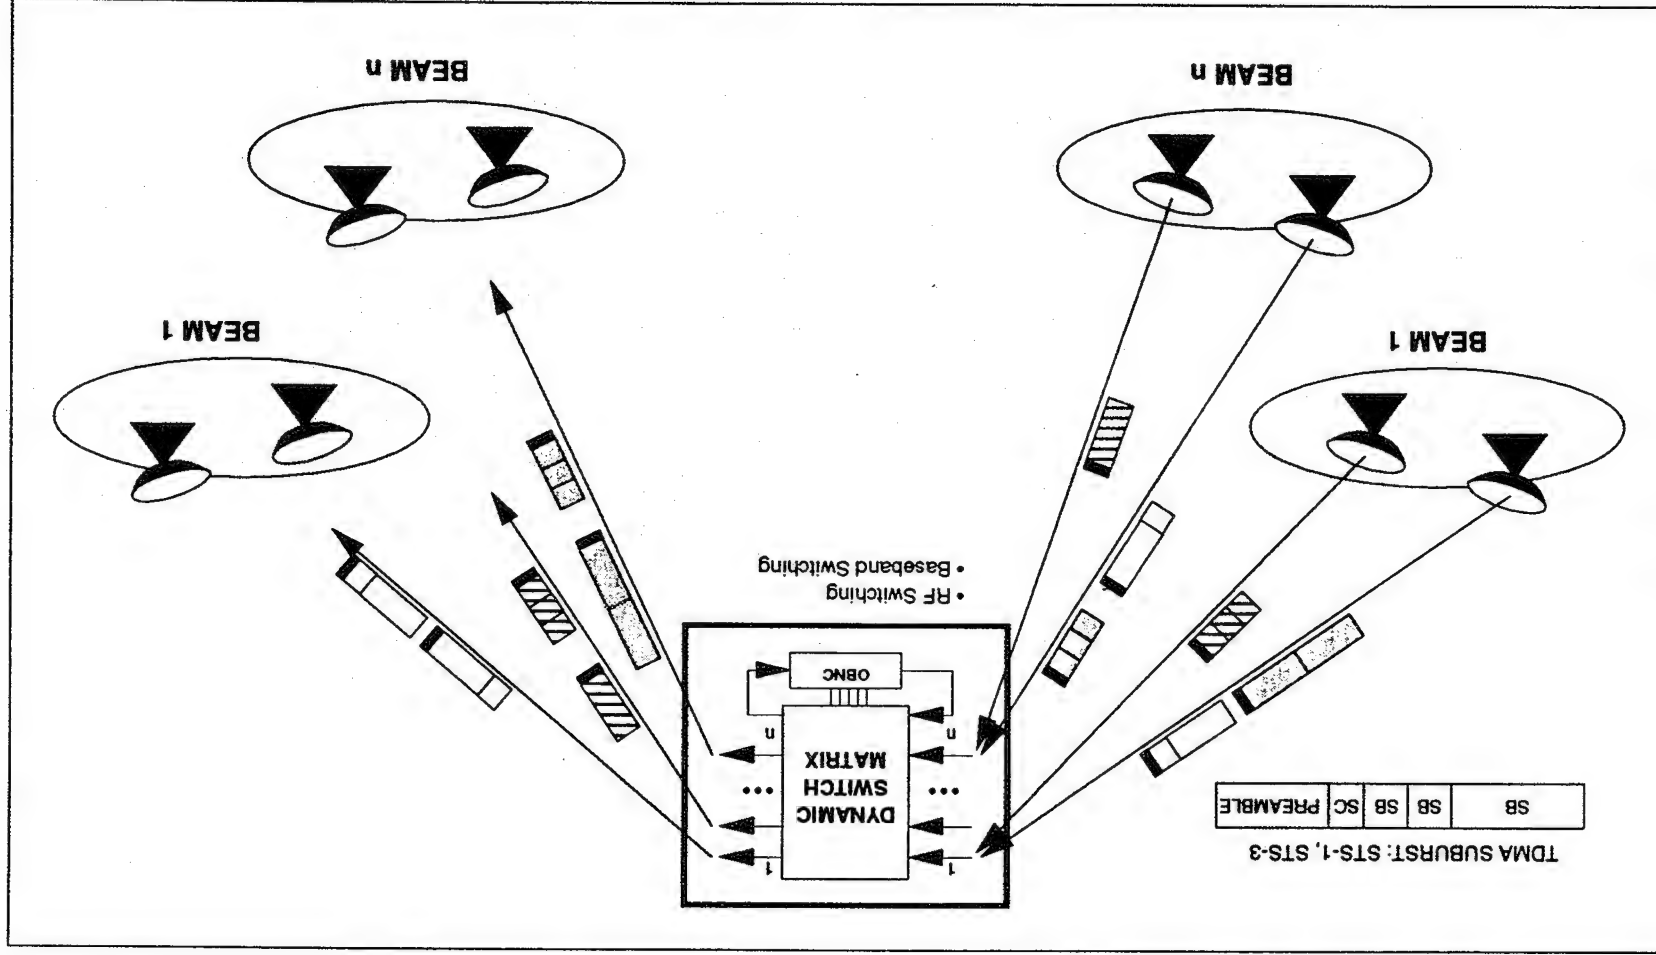 TDMA SUBURST: STS-1, STS-3
SB SB SB SC PREAMBLE
1 1
DYNAMIC
SWITCH
••• •••
MATRIX
n n
OBNC
• RF Switching
• Baseband Switching
BEAM 1
BEAM 1
BEAM n
BEAM n